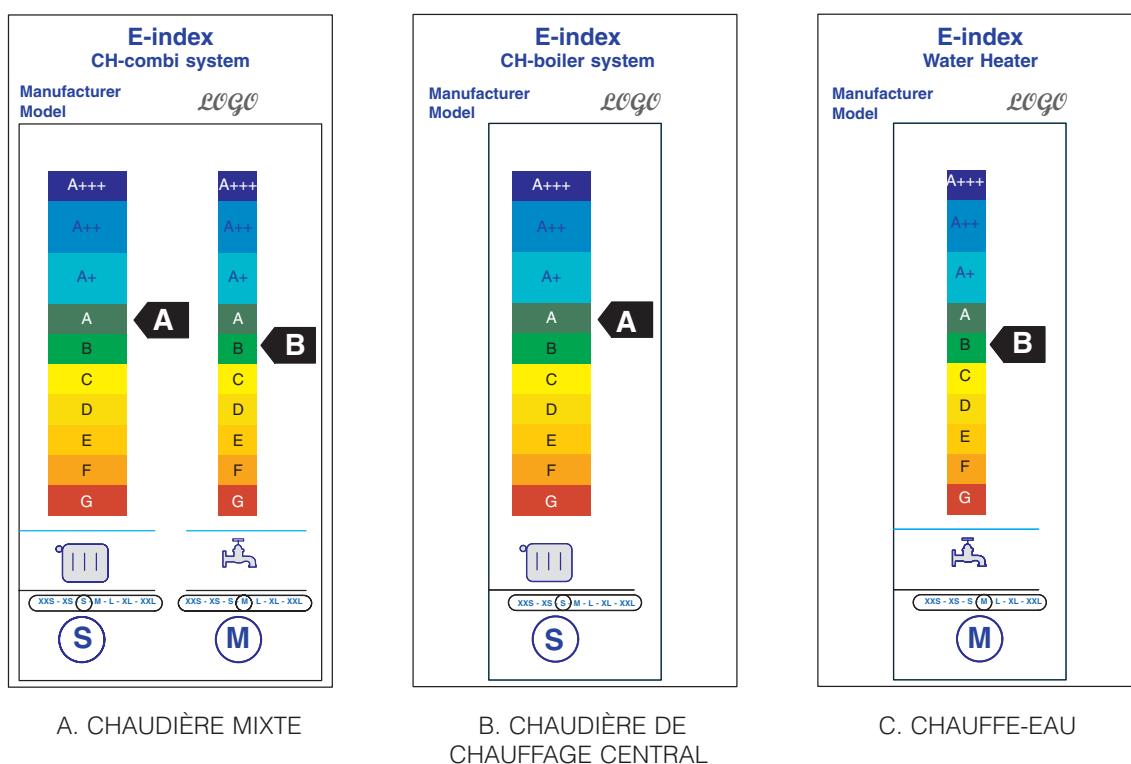 E-index
CH-combi system
Manufacturer
Model
LOGO
A+++
A++
A+
A
B
C
D
E
F
G
A
A+++
A++
A+
A
B
C
D
E
F
G
B
XXS - XS - S - M - L - XL - XXL
S
XXS - XS - S - M - L - XL - XXL
M
A. CHAUDIÈRE MIXTE
E-index
CH-boiler system
Manufacturer
Model
LOGO
A+++
A++
A+
A
B
C
D
E
F
G
A
XXS - XS - S - M - L - XL - XXL
S
B. CHAUDIÈRE DE
CHAUFFAGE CENTRAL
E-index
Water Heater
Manufacturer
Model
LOGO
A+++
A++
A+
A
B
C
D
E
F
G
B
XXS - XS - S - M - L - XL - XXL
M
C. CHAUFFE-EAU